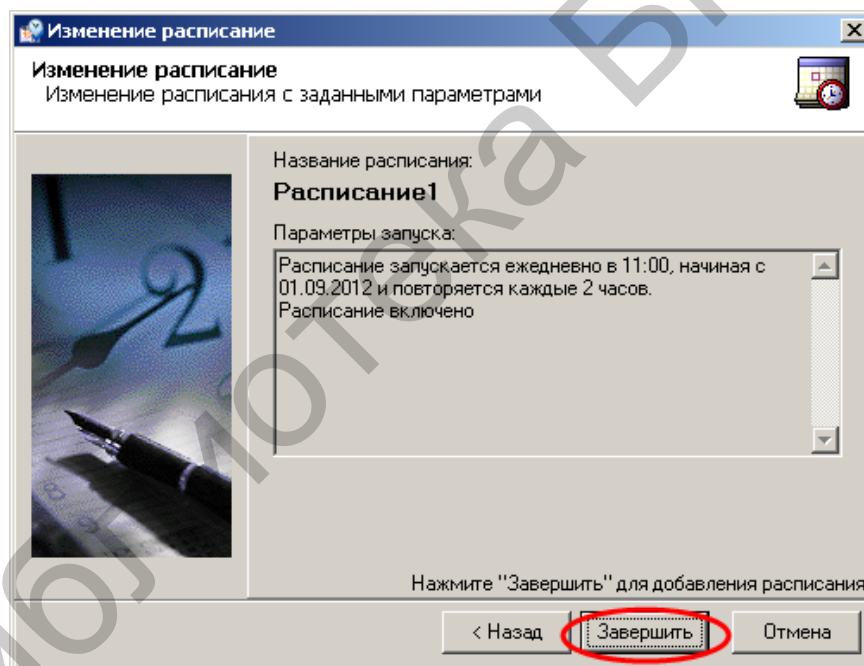 Изменение расписание
Изменение расписание
Изменение расписания с заданными параметрами
Название расписания:
Расписание1
Параметры запуска:
Расписание запускается ежедневно в 11:00, начиная с
01.09.2012 и повторяется каждые 2 часов.
Расписание включено
Нажмите "Завершить" для добавления расписания
< Назад
Завершить
Отмена